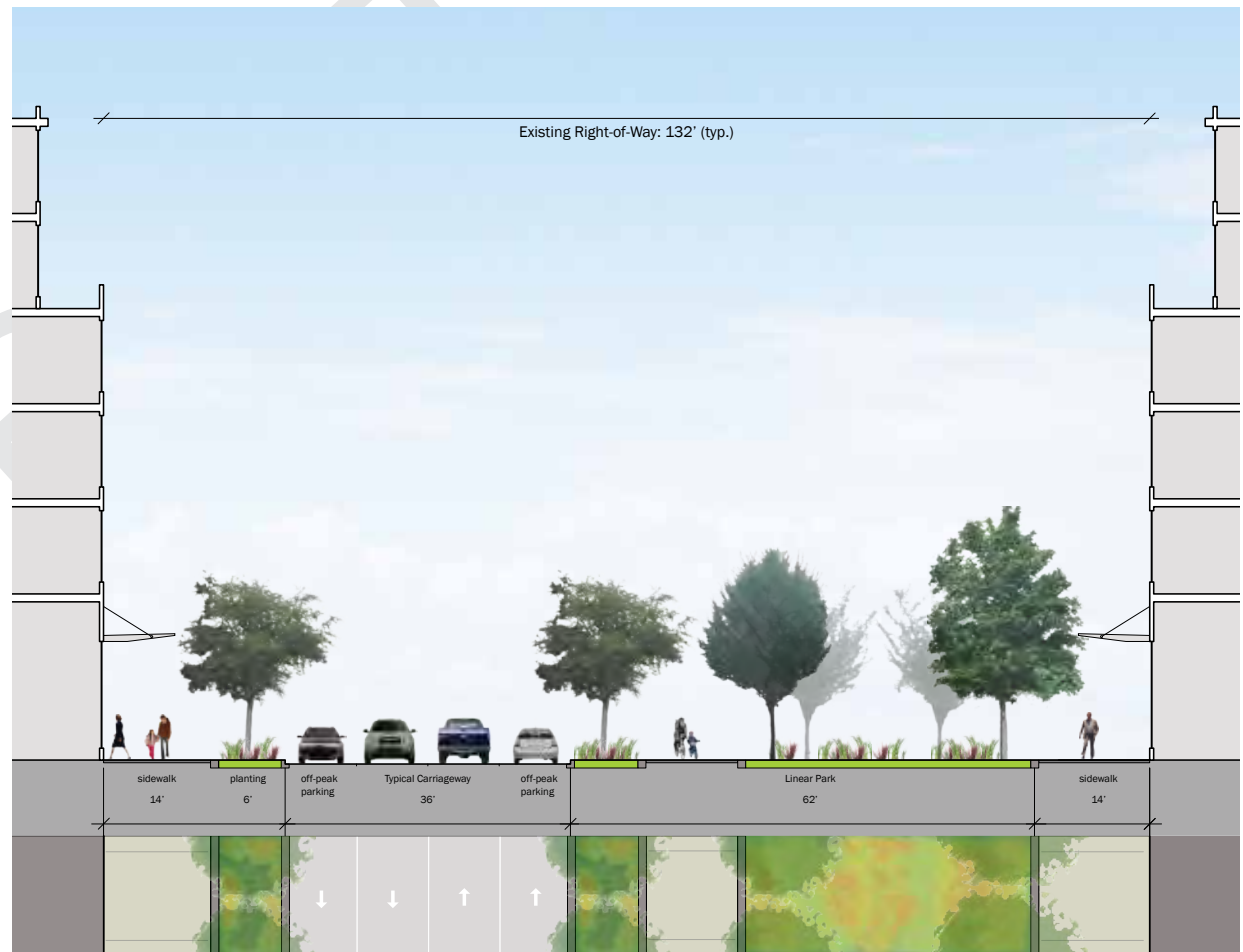 Existing Right-of-Way: 132' (typ.)
sidewalk
14'
planting
6'
off-peak
parking
Typical Carriageway
36'
off-peak
parking
Linear Park
62'
sidewalk
14'